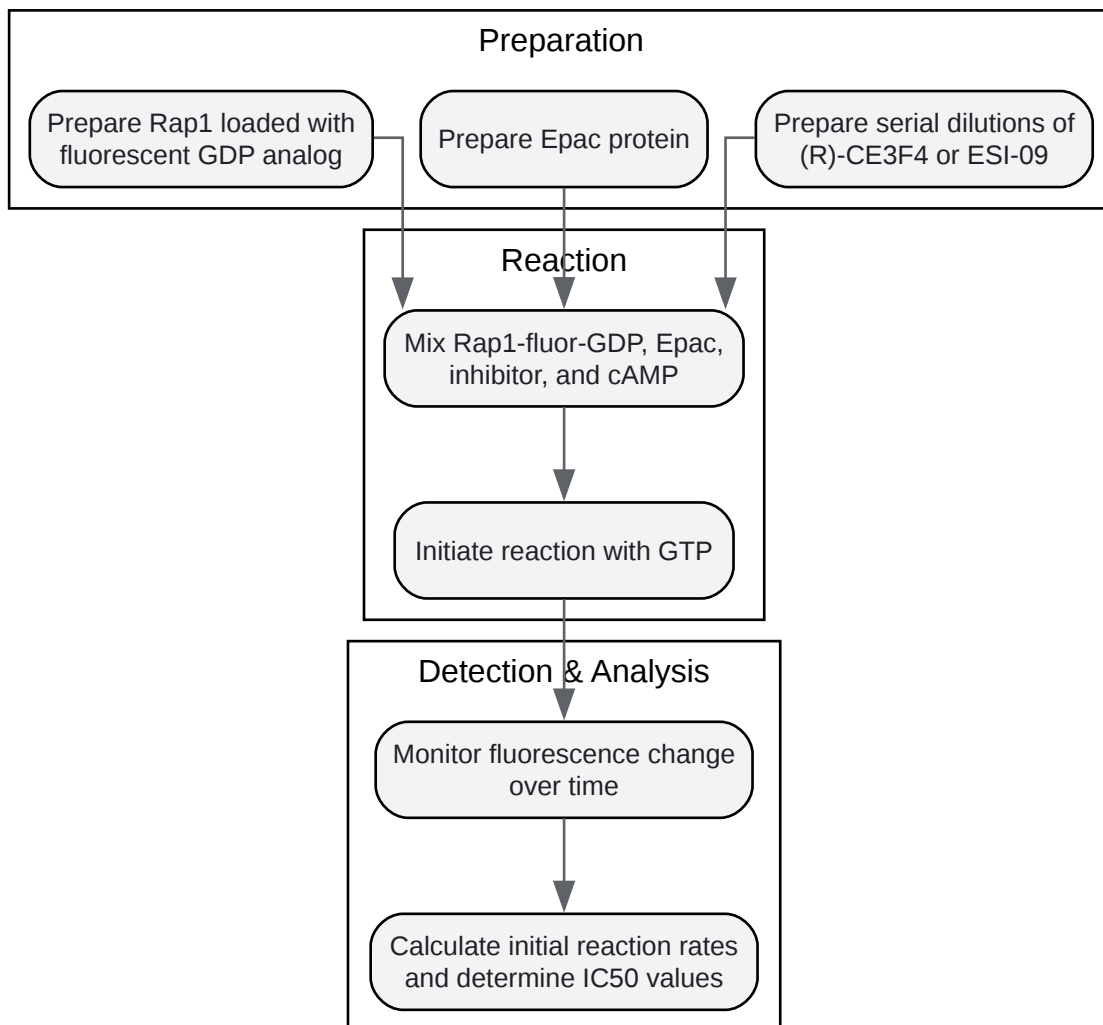 Preparation
Prepare Rap1 loaded with
fluorescent GDP analog
Prepare Epac protein
Prepare serial dilutions of
(R)-CE3F4 or ESI-09
Reaction
Mix Rap1-fluor-GDP, Epac,
inhibitor, and cAMP
Initiate reaction with GTP
Detection & Analysis
Monitor fluorescence change
over time
Calculate initial reaction rates
and determine IC50 values